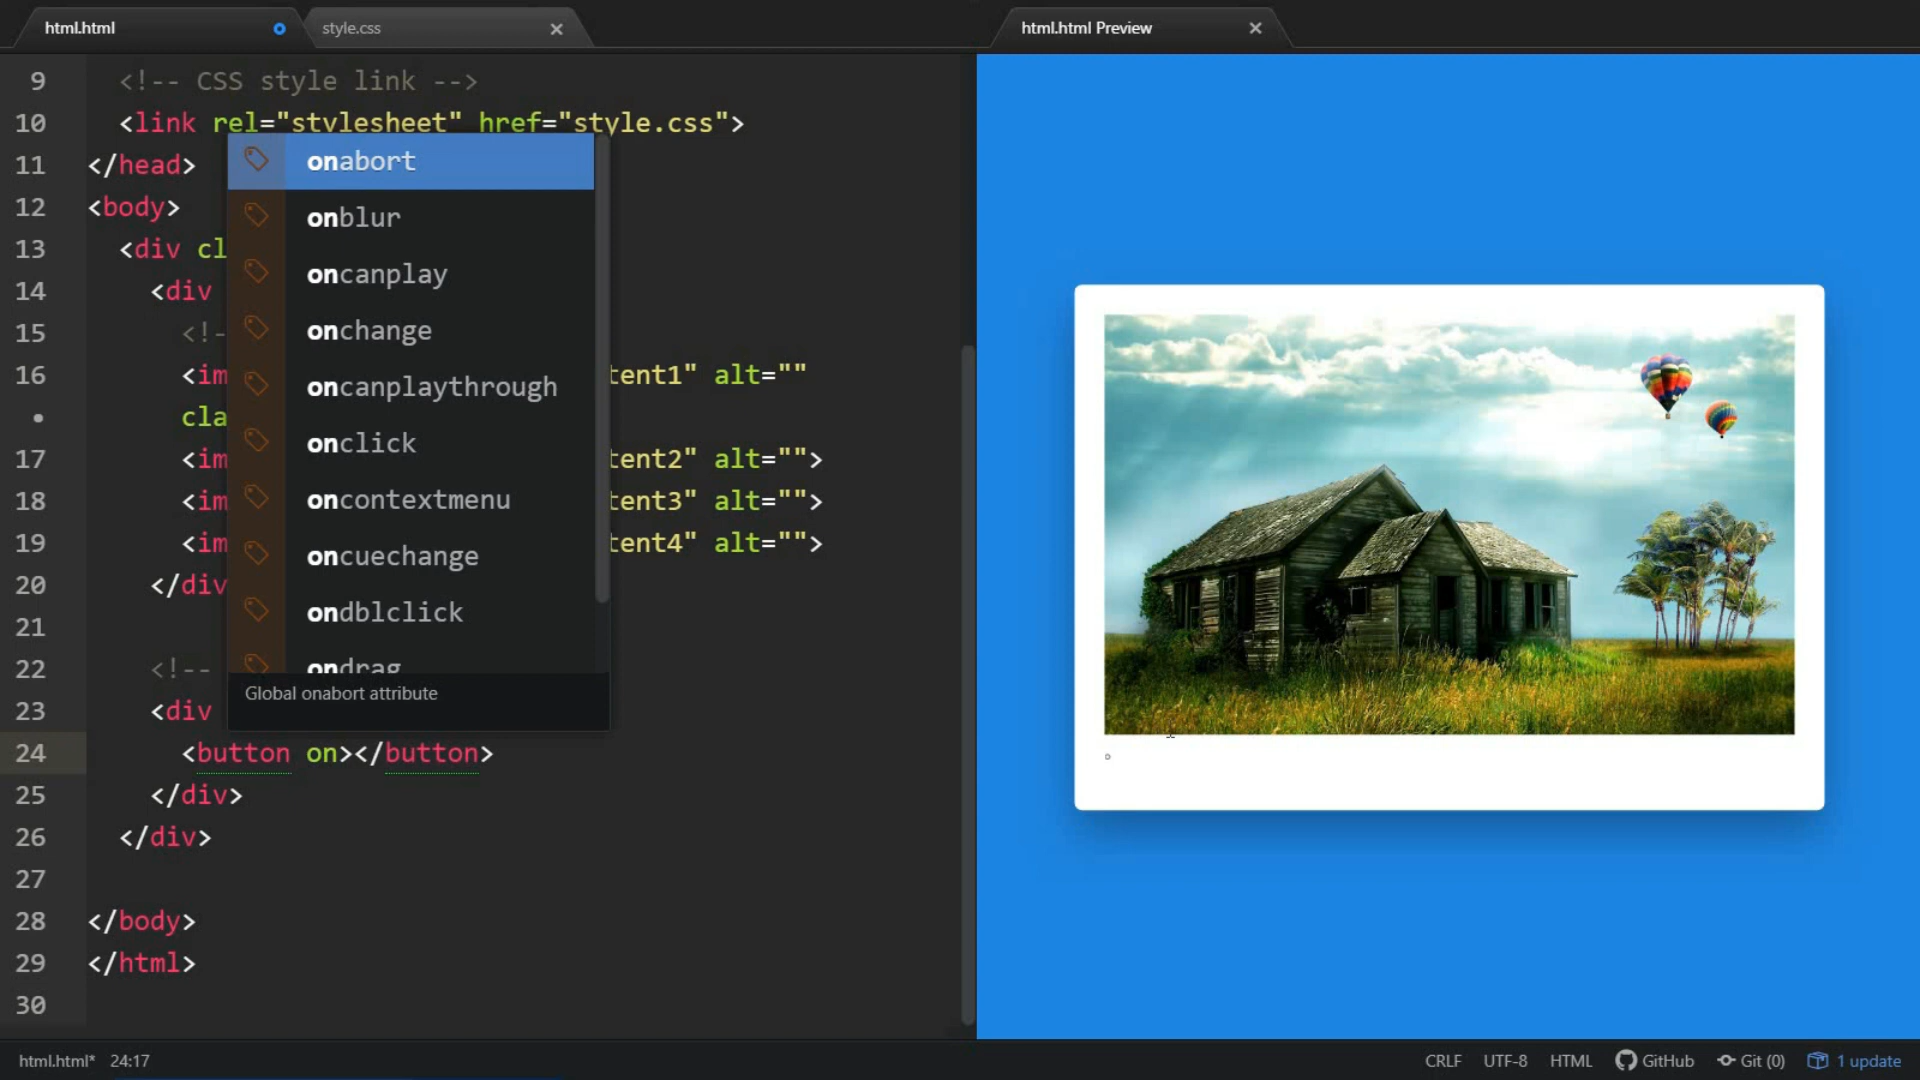 html.html
style.css
html.html Preview
9 <!-- CSS style link -->
10 <link rel="stylesheet" href="style.css">
11 </head>
12 <body>
13 <div cl
14 <div
15 <!-
16 <im tent1" alt=""
• cla
17 <im tent2" alt="">
18 <im tent3" alt="">
19 <im tent4" alt="">
20 </div
21
22 <!--
23 <div
24 <button on></button>
25 </div>
26 </div>
27
28 </body>
29 </html>
30
onabort
onblur
oncanplay
onchange
oncanplaythrough
onclick
oncontextmenu
oncuechange
ondblclick
ondrag
Global onabort attribute
html.html* 24:17
CRLF UTF-8 HTML GitHub Git (0) 1 update